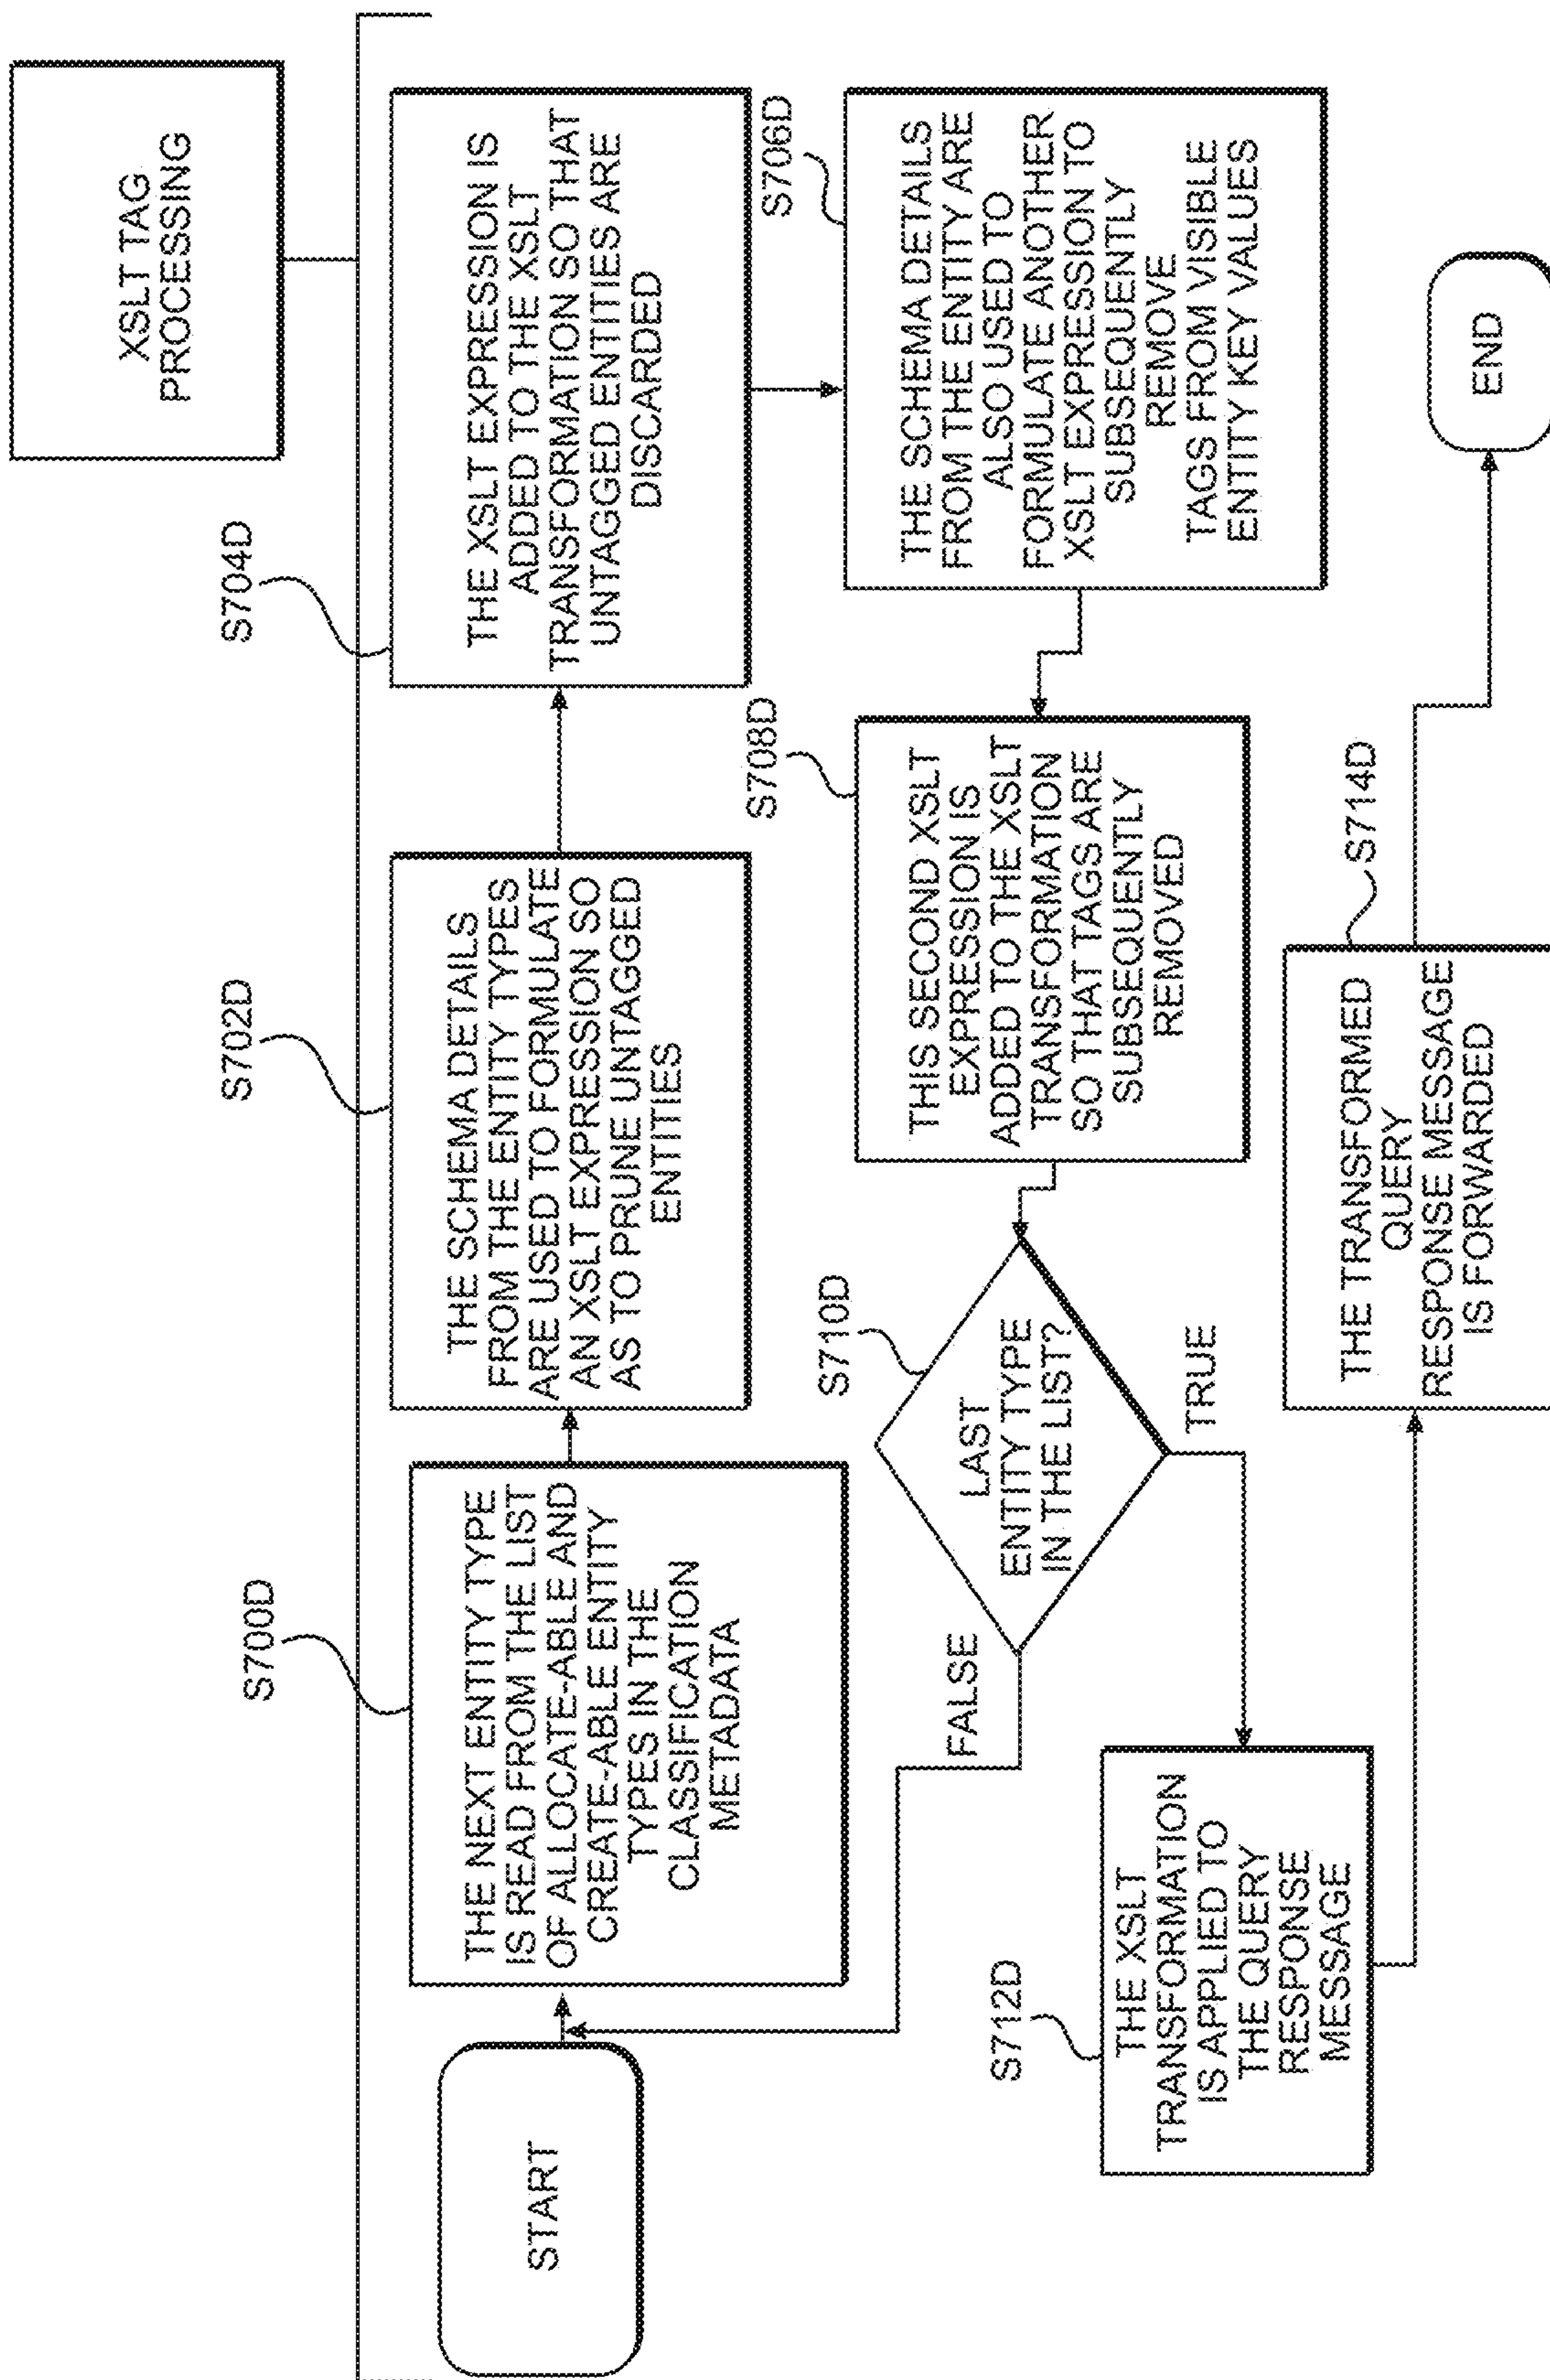 XSLT TAG
PROCESSING
START
S700D
THE NEXT ENTITY TYPE
IS READ FROM THE LIST
OF ALLOCATE-ABLE AND
CREATE-ABLE ENTITY
TYPES IN THE
CLASSIFICATION
METADATA
S702D
THE SCHEMA DETAILS
FROM THE ENTITY TYPES
ARE USED TO FORMULATE
AN XSLT EXPRESSION SO
AS TO PRUNE UNTAGGED
ENTITIES
S704D
THE XSLT EXPRESSION IS
ADDED TO THE XSLT
TRANSFORMATION SO THAT
UNTAGGED ENTITIES ARE
DISCARDED
S706D
THE SCHEMA DETAILS
FROM THE ENTITY ARE
ALSO USED TO
FORMULATE ANOTHER
XSLT EXPRESSION TO
SUBSEQUENTLY
REMOVE
TAGS FROM VISIBLE
ENTITY KEY VALUES
S708D
THIS SECOND XSLT
EXPRESSION IS
ADDED TO THE XSLT
TRANSFORMATION
SO THAT TAGS ARE
SUBSEQUENTLY
REMOVED
S710D
LAST
ENTITY TYPE
IN THE LIST?
FALSE
TRUE
S712D
THE XSLT
TRANSFORMATION
IS APPLIED TO
THE QUERY
RESPONSE
MESSAGE
S714D
THE TRANSFORMED
QUERY
RESPONSE MESSAGE
IS FORWARDED
END